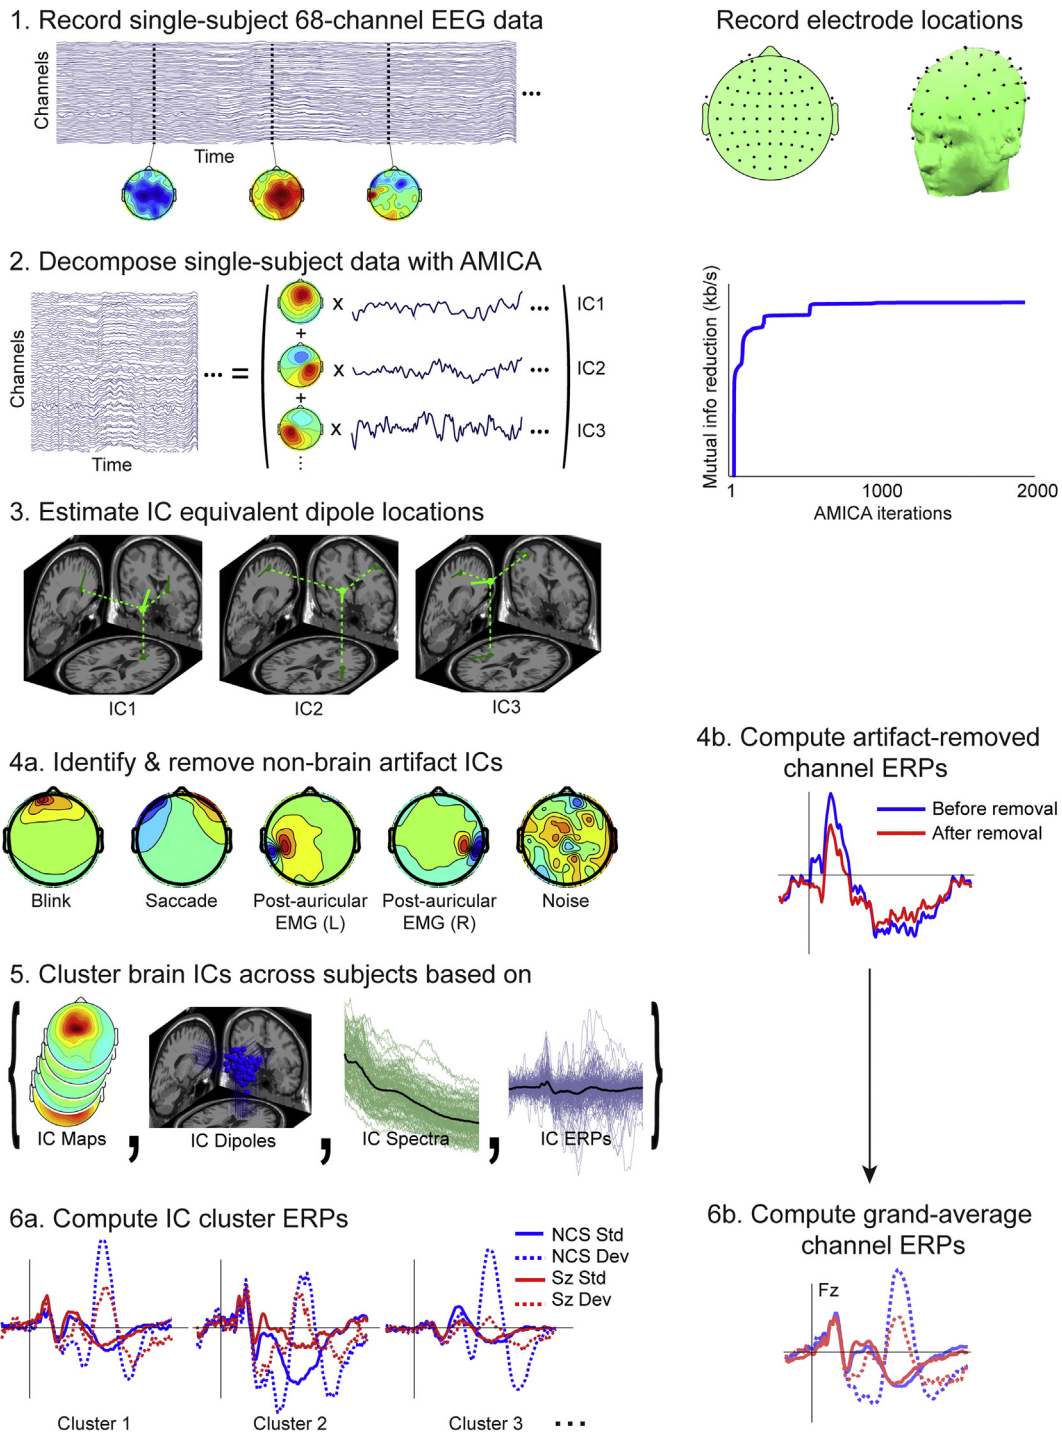 1. Record single-subject 68-channel EEG data
Record electrode locations
Channels
...
Time
2. Decompose single-subject data with AMICA
Channels
Time
... =
x
... IC1
+
x
... IC2
+
x
... IC3
...
Mutual info reduction (kb/s)
1 1000 2000
AMICA iterations
3. Estimate IC equivalent dipole locations
IC1 IC2 IC3
4a. Identify & remove non-brain artifact ICs
Blink Saccade Post-auricular Post-auricular Noise
EMG (L) EMG (R)
4b. Compute artifact-removed
channel ERPs
Before removal
After removal
5. Cluster brain ICs across subjects based on
{ IC Maps , IC Dipoles , IC Spectra , IC ERPs }
6a. Compute IC cluster ERPs
NCS Std
NCS Dev
Sz Std
Sz Dev
Cluster 1 Cluster 2 Cluster 3 ...
6b. Compute grand-average
channel ERPs
Fz